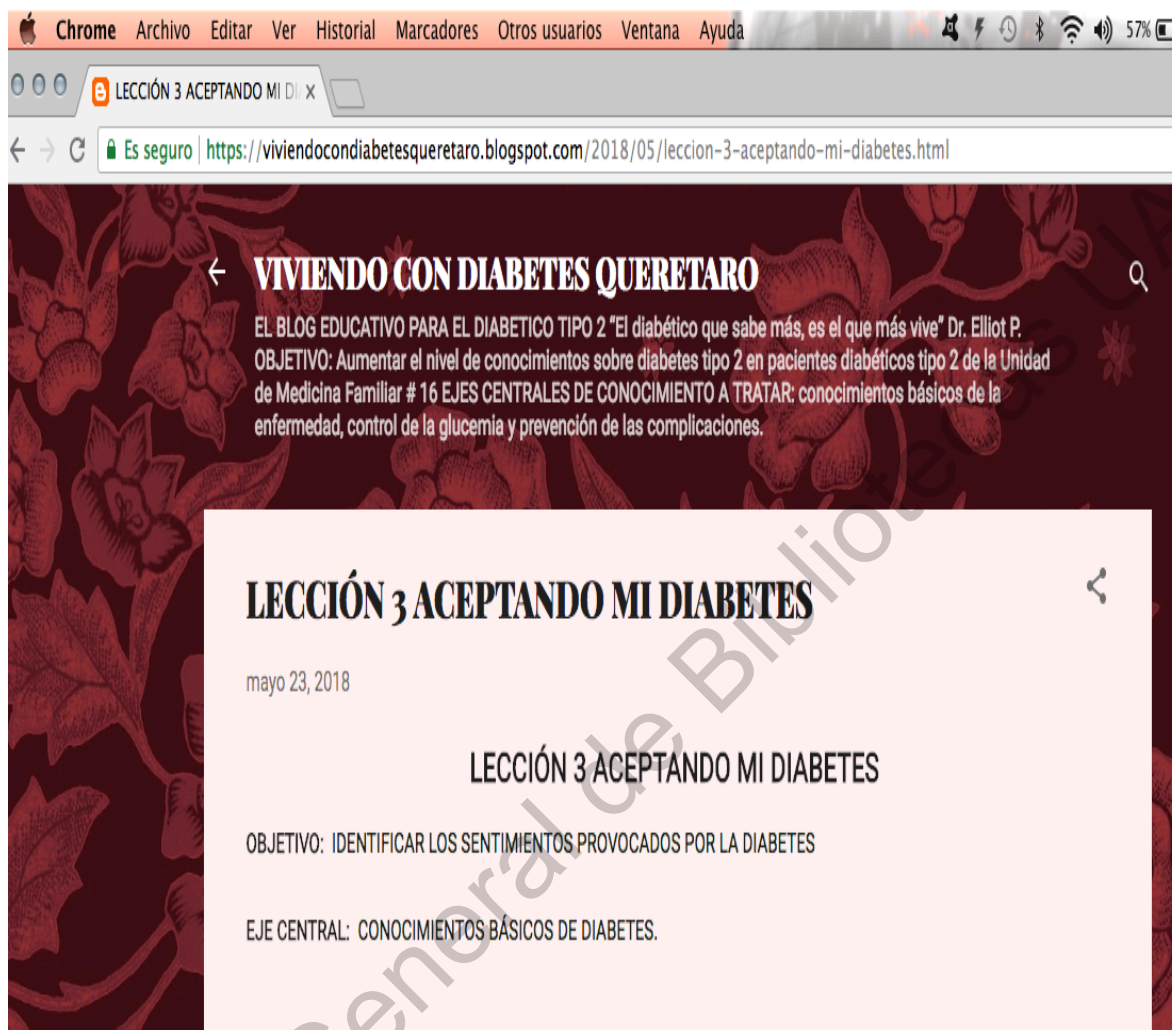 Chrome Archivo Editar Ver Historial Marcadores Otros usuarios Ventana Ayuda 57%
LECCIÓN 3 ACEPTANDO MI DI x
Es seguro | https://viviendocondiabetesqueretaro.blogspot.com/2018/05/leccion-3-aceptando-mi-diabetes.html
VIVIENDO CON DIABETES QUERETARO
EL BLOG EDUCATIVO PARA EL DIABETICO TIPO 2 “El diabético que sabe más, es el que más vive” Dr. Elliot P.
OBJETIVO: Aumentar el nivel de conocimientos sobre diabetes tipo 2 en pacientes diabéticos tipo 2 de la Unidad
de Medicina Familiar # 16 EJES CENTRALES DE CONOCIMIENTO A TRATAR: conocimientos básicos de la
enfermedad, control de la glucemia y prevención de las complicaciones.
LECCIÓN 3 ACEPTANDO MI DIABETES
mayo 23, 2018
LECCIÓN 3 ACEPTANDO MI DIABETES
OBJETIVO: IDENTIFICAR LOS SENTIMIENTOS PROVOCADOS POR LA DIABETES
EJE CENTRAL: CONOCIMIENTOS BÁSICOS DE DIABETES.
General de Bibliotecas